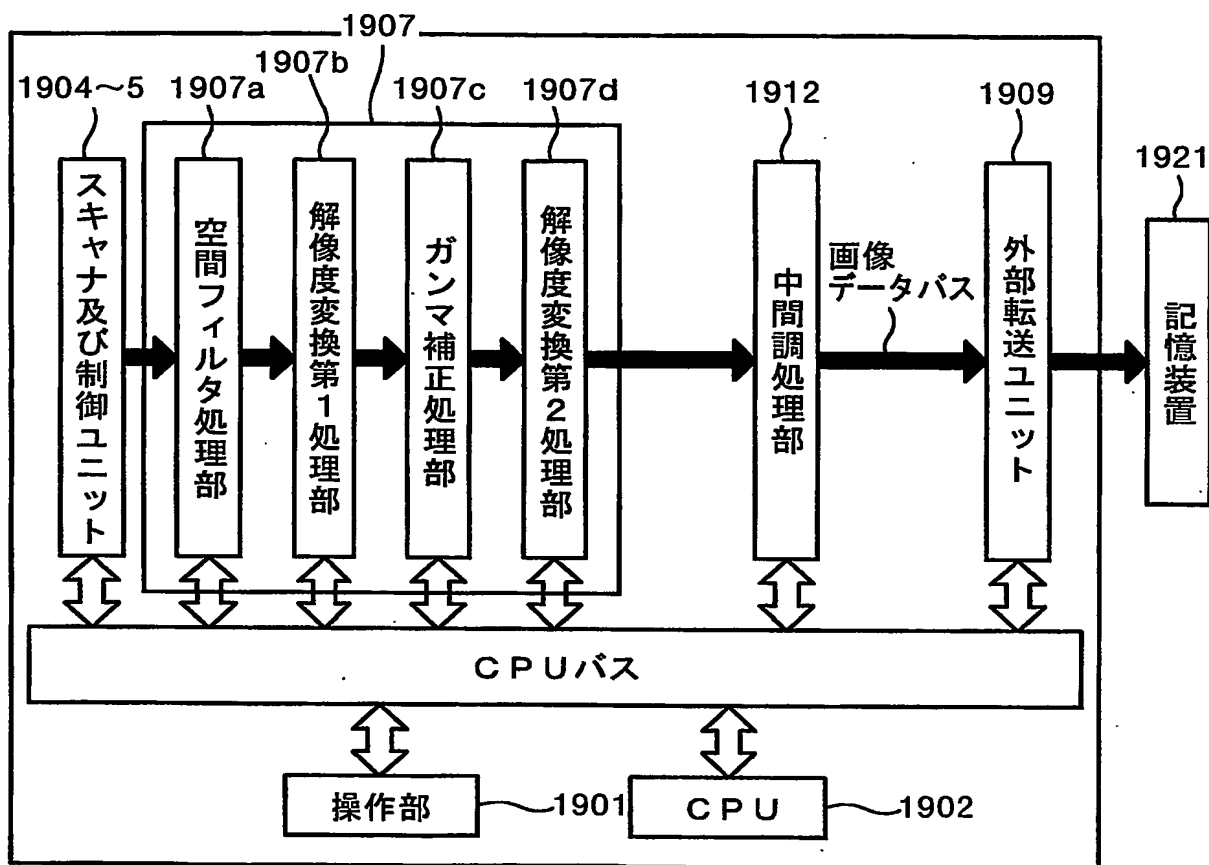 1907
1907b
1904～5
1907a
1907c
1907d
1912
1909
1921
スキャナ及び制御ユニット
空間フィルタ処理部
解像度変換第1処理部
ガンマ補正処理部
解像度変換第2処理部
中間調処理部
画像
データバス
外部転送ユニット
記憶装置
CPUバス
操作部
1901
CPU
1902